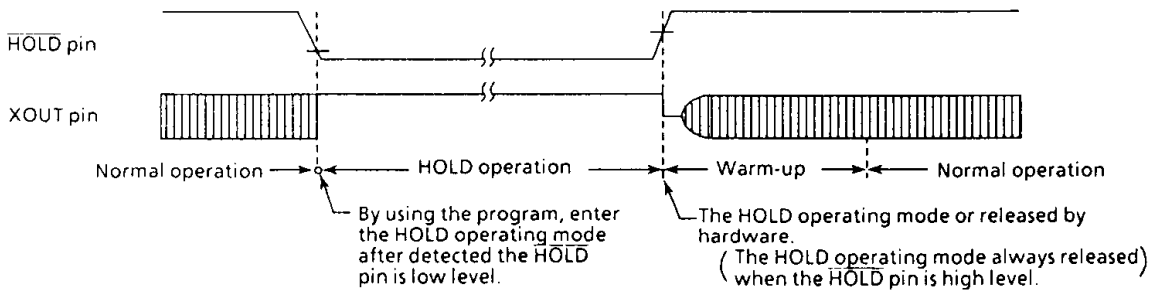 HOLD pin
XOUT pin
Normal operation
HOLD operation
Warm-up
Normal operation
By using the program, enter
the HOLD operating mode
after detected the HOLD
pin is low level.
The HOLD operating mode or released by
hardware.
(The HOLD operating mode always released)
when the HOLD pin is high level.